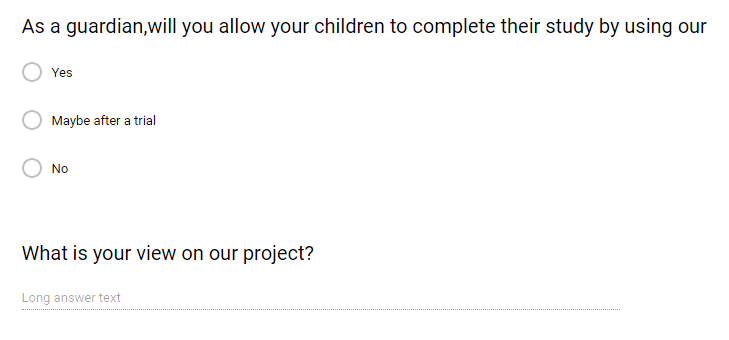 As a guardian,will you allow your children to complete their study by using our
Yes
Maybe after a trial
No
What is your view on our project?
Long answer text